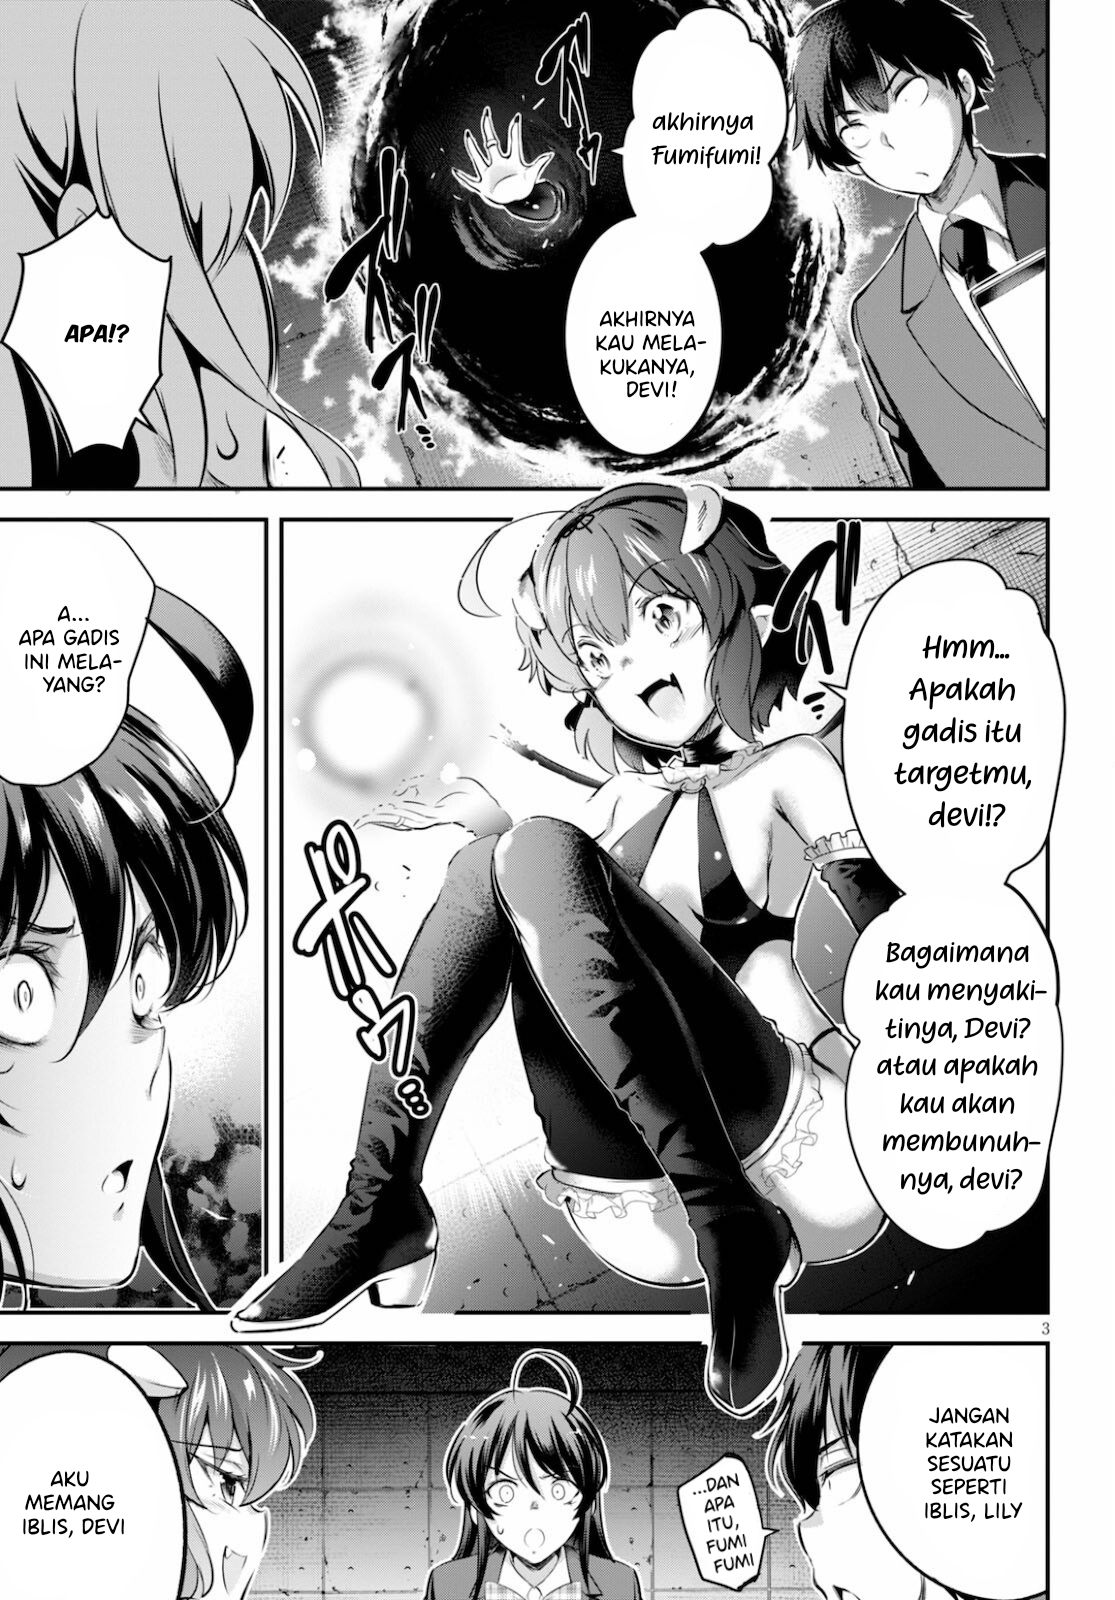 akhirnya
Fumifumi!
AKHIRNYA
KAU MELA-
KUKANYA,
DEVI!
APA!?
Hmm...
Apakah
gadis itu
targetmu,
devi!?
Bagaimana
kau menyaki-
tinya, Devi?
atau apakah
kau akan
membunuh-
nya, devi?
A...
APA GADIS
INI MELA-
YANG?
3
JANGAN
KATAKAN
SESUATU
SEPERTI
IBLIS, LILY
...DAN
APA
ITU,
FUMI
FUMI
AKU
MEMANG
IBLIS, DEVI